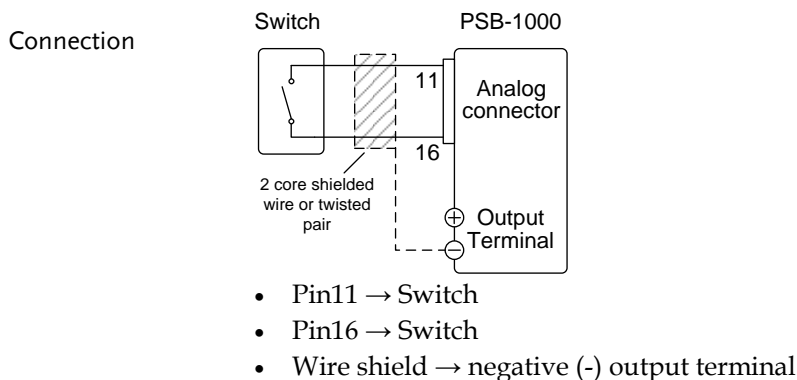 Connection
Switch
PSB-1000
11
Analog
connector
16
2 core shielded
wire or twisted
pair
Output
Terminal
• Pin11 → Switch
• Pin16 → Switch
• Wire shield → negative (-) output terminal